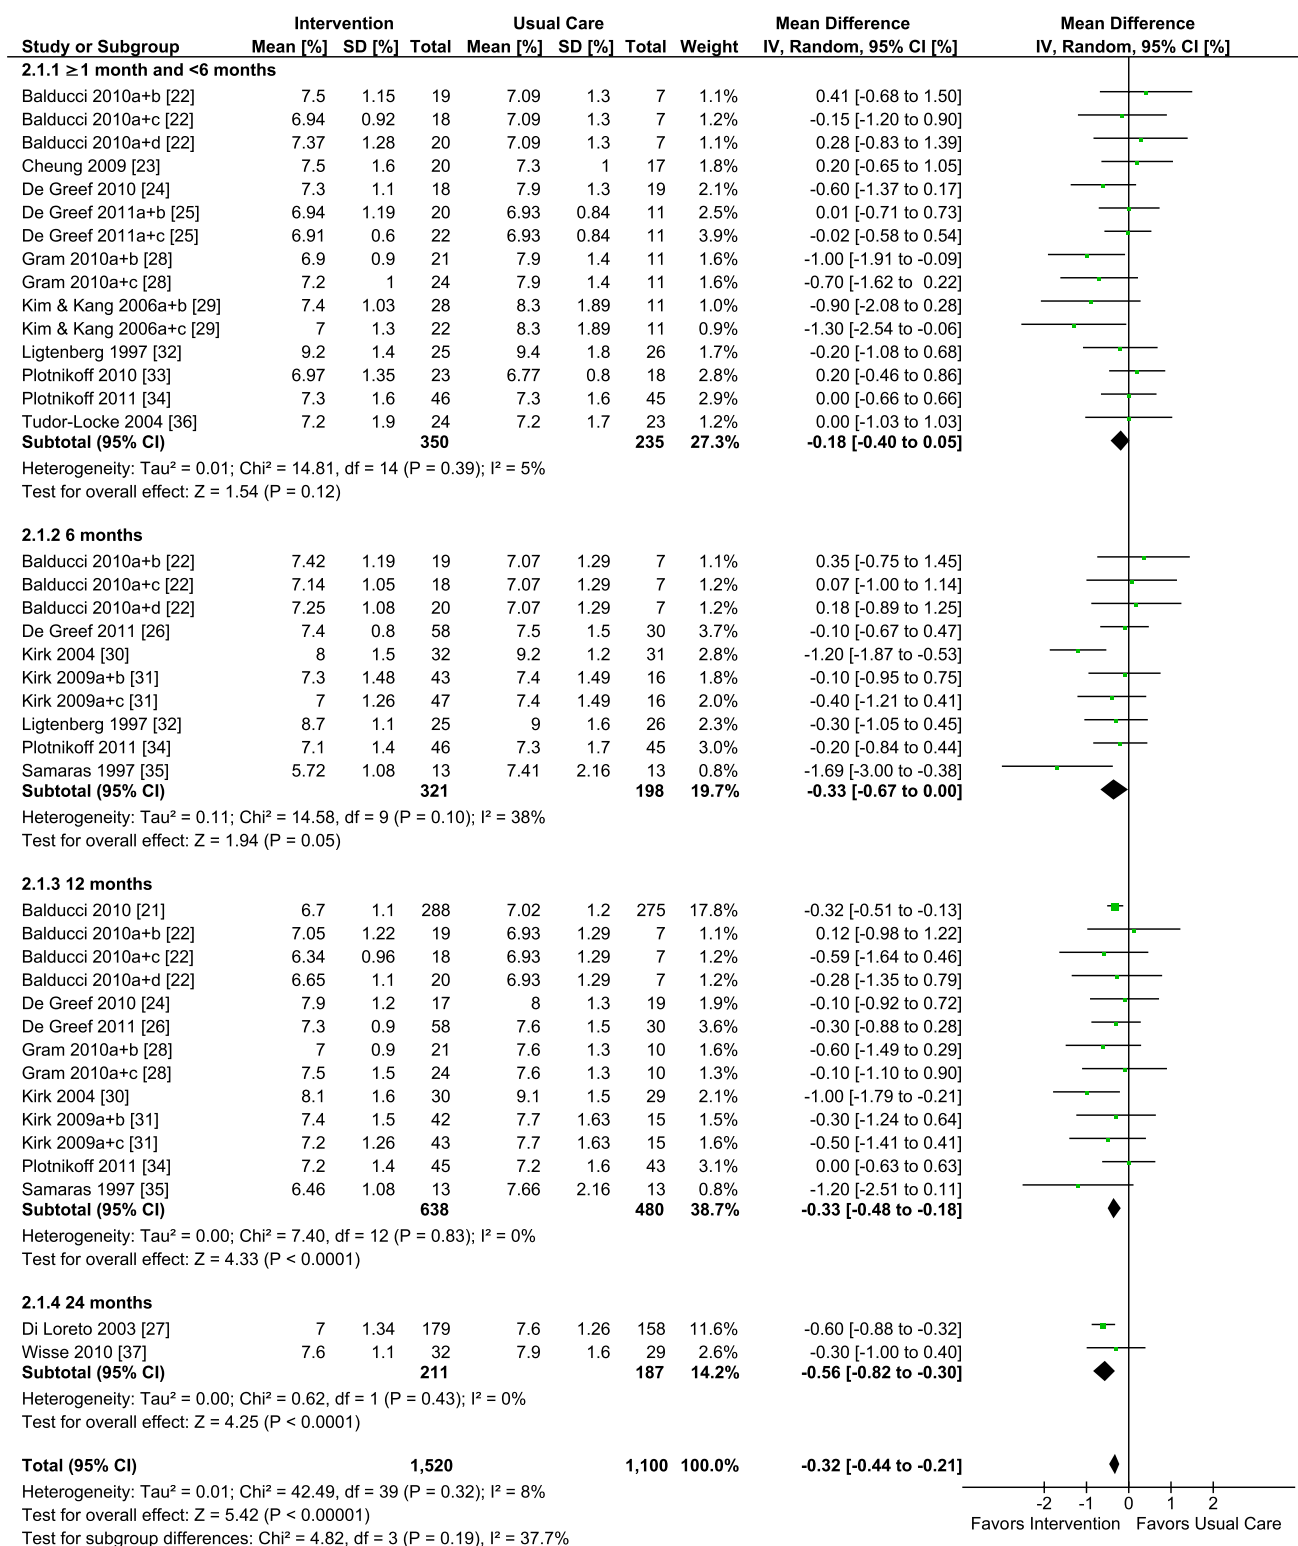 Intervention Usual Care Mean Difference Mean Difference
Study or Subgroup Mean [%] SD [%] Total Mean [%] SD [%] Total Weight IV, Random, 95% CI [%] IV, Random, 95% CI [%]
2.1.1 ≥1 month and <6 months
Balducci 2010a+b [22] 7.5 1.15 19 7.09 1.3 7 1.1% 0.41 [-0.68 to 1.50]
Balducci 2010a+c [22] 6.94 0.92 18 7.09 1.3 7 1.2% -0.15 [-1.20 to 0.90]
Balducci 2010a+d [22] 7.37 1.28 20 7.09 1.3 7 1.2% 0.28 [-0.83 to 1.39]
Cheung 2009 [23] 7.5 1.6 20 7.3 1 17 1.8% 0.20 [-0.65 to 1.05]
De Greef 2010 [24] 7.3 1.1 18 7.9 1.3 19 2.1% -0.60 [-1.37 to 0.17]
De Greef 2011a+b [25] 6.94 1.19 20 6.93 0.84 11 2.5% 0.01 [-0.71 to 0.73]
De Greef 2011a+c [25] 6.91 0.6 22 6.93 0.84 11 3.9% -0.02 [-0.58 to 0.54]
Gram 2010a+b [28] 6.9 0.9 21 7.9 1.4 11 1.6% -1.00 [-1.91 to -0.09]
Gram 2010a+c [28] 7.2 1 24 7.9 1.4 11 1.6% -0.70 [-1.62 to 0.22]
Kim & Kang 2006a+b [29] 7.4 1.03 28 8.3 1.89 11 1.0% -0.90 [-2.08 to 0.28]
Kim & Kang 2006a+c [29] 7 1.3 22 8.3 1.89 11 0.9% -1.30 [-2.54 to -0.06]
Ligtenberg 1997 [32] 9.2 1.4 25 9.4 1.8 26 1.7% -0.20 [-1.08 to 0.68]
Plotnikoff 2010 [33] 6.97 1.35 23 6.77 0.8 18 2.8% 0.20 [-0.46 to 0.86]
Plotnikoff 2011 [34] 7.3 1.6 46 7.3 1.6 45 2.9% 0.00 [-0.66 to 0.66]
Tudor-Locke 2004 [36] 7.2 1.9 24 7.2 1.7 23 1.2% 0.00 [-1.03 to 1.03]
Subtotal (95% CI) 350 235 27.3% -0.18 [-0.40 to 0.05]
Heterogeneity: Tau² = 0.01; Chi² = 14.81, df = 14 (P = 0.39); I² = 5%
Test for overall effect: Z = 1.54 (P = 0.12)
2.1.2 6 months
Balducci 2010a+b [22] 7.42 1.19 19 7.07 1.29 7 1.1% 0.35 [-0.75 to 1.45]
Balducci 2010a+c [22] 7.14 1.05 18 7.07 1.29 7 1.2% 0.07 [-1.00 to 1.14]
Balducci 2010a+d [22] 7.25 1.08 20 7.07 1.29 7 1.2% 0.18 [-0.89 to 1.25]
De Greef 2011 [26] 7.4 0.8 58 7.5 1.5 30 3.7% -0.10 [-0.67 to 0.47]
Kirk 2004 [30] 8 1.5 32 9.2 1.2 31 2.8% -1.20 [-1.87 to -0.53]
Kirk 2009a+b [31] 7.3 1.48 43 7.4 1.49 16 1.8% -0.10 [-0.95 to 0.75]
Kirk 2009a+c [31] 7 1.26 47 7.4 1.49 16 2.0% -0.40 [-1.21 to 0.41]
Ligtenberg 1997 [32] 8.7 1.1 25 9 1.6 26 2.3% -0.30 [-1.05 to 0.45]
Plotnikoff 2011 [34] 7.1 1.4 46 7.3 1.7 45 3.0% -0.20 [-0.84 to 0.44]
Samaras 1997 [35] 5.72 1.08 13 7.41 2.16 13 0.8% -1.69 [-3.00 to -0.38]
Subtotal (95% CI) 321 198 19.7% -0.33 [-0.67 to 0.00]
Heterogeneity: Tau² = 0.11; Chi² = 14.58, df = 9 (P = 0.10); I² = 38%
Test for overall effect: Z = 1.94 (P = 0.05)
2.1.3 12 months
Balducci 2010 [21] 6.7 1.1 288 7.02 1.2 275 17.8% -0.32 [-0.51 to -0.13]
Balducci 2010a+b [22] 7.05 1.22 19 6.93 1.29 7 1.1% 0.12 [-0.98 to 1.22]
Balducci 2010a+c [22] 6.34 0.96 18 6.93 1.29 7 1.2% -0.59 [-1.64 to 0.46]
Balducci 2010a+d [22] 6.65 1.1 20 6.93 1.29 7 1.2% -0.28 [-1.35 to 0.79]
De Greef 2010 [24] 7.9 1.2 17 8 1.3 19 1.9% -0.10 [-0.92 to 0.72]
De Greef 2011 [26] 7.3 0.9 58 7.6 1.5 30 3.6% -0.30 [-0.88 to 0.28]
Gram 2010a+b [28] 7 0.9 21 7.6 1.3 10 1.6% -0.60 [-1.49 to 0.29]
Gram 2010a+c [28] 7.5 1.5 24 7.6 1.3 10 1.3% -0.10 [-1.10 to 0.90]
Kirk 2004 [30] 8.1 1.6 30 9.1 1.5 29 2.1% -1.00 [-1.79 to -0.21]
Kirk 2009a+b [31] 7.4 1.5 42 7.7 1.63 15 1.5% -0.30 [-1.24 to 0.64]
Kirk 2009a+c [31] 7.2 1.26 43 7.7 1.63 15 1.6% -0.50 [-1.41 to 0.41]
Plotnikoff 2011 [34] 7.2 1.4 45 7.2 1.6 43 3.1% 0.00 [-0.63 to 0.63]
Samaras 1997 [35] 6.46 1.08 13 7.66 2.16 13 0.8% -1.20 [-2.51 to 0.11]
Subtotal (95% CI) 638 480 38.7% -0.33 [-0.48 to -0.18]
Heterogeneity: Tau² = 0.00; Chi² = 7.40, df = 12 (P = 0.83); I² = 0%
Test for overall effect: Z = 4.33 (P < 0.0001)
2.1.4 24 months
Di Loreto 2003 [27] 7 1.34 179 7.6 1.26 158 11.6% -0.60 [-0.88 to -0.32]
Wisse 2010 [37] 7.6 1.1 32 7.9 1.6 29 2.6% -0.30 [-1.00 to 0.40]
Subtotal (95% CI) 211 187 14.2% -0.56 [-0.82 to -0.30]
Heterogeneity: Tau² = 0.00; Chi² = 0.62, df = 1 (P = 0.43); I² = 0%
Test for overall effect: Z = 4.25 (P < 0.0001)
Total (95% CI) 1,520 1,100 100.0% -0.32 [-0.44 to -0.21]
Heterogeneity: Tau² = 0.01; Chi² = 42.49, df = 39 (P = 0.32); I² = 8%
Test for overall effect: Z = 5.42 (P < 0.00001)
Test for subgroup differences: Chi² = 4.82, df = 3 (P = 0.19), I² = 37.7%
-2 -1 0 1 2
Favors Intervention Favors Usual Care